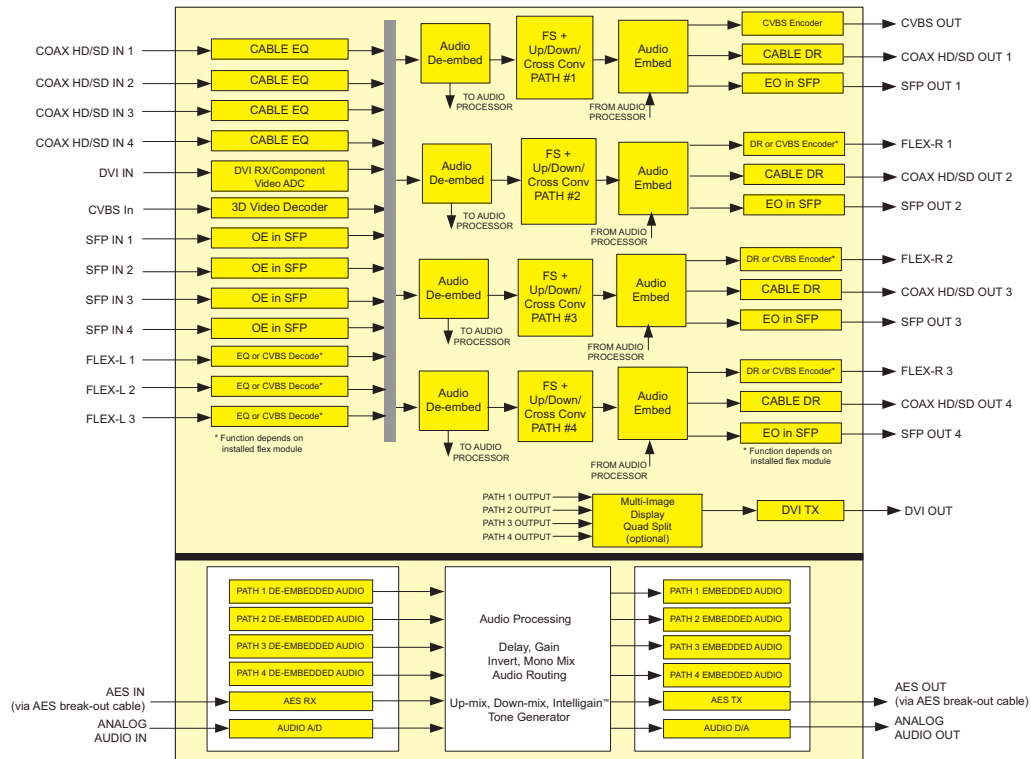 COAX HD/SD IN 1
COAX HD/SD IN 2
COAX HD/SD IN 3
COAX HD/SD IN 4
DVI IN
CVBS In
SFP IN 1
SFP IN 2
SFP IN 3
SFP IN 4
FLEX-L 1
FLEX-L 2
FLEX-L 3
CABLE EQ
CABLE EQ
CABLE EQ
CABLE EQ
DVI RX/Component
Video ADC
3D Video Decoder
OE in SFP
OE in SFP
OE in SFP
OE in SFP
EQ or CVBS Decode*
EQ or CVBS Decode*
EQ or CVBS Decode*
* Function depends on
installed flex module
Audio
De-embed
TO AUDIO
PROCESSOR
FS +
Up/Down/
Cross Conv
PATH #1
Audio
Embed
FROM AUDIO
PROCESSOR
CVBS Encoder
CABLE DR
EO in SFP
CVBS OUT
COAX HD/SD OUT 1
SFP OUT 1
Audio
De-embed
TO AUDIO
PROCESSOR
FS +
Up/Down/
Cross Conv
PATH #2
Audio
Embed
FROM AUDIO
PROCESSOR
DR or CVBS Encoder*
CABLE DR
EO in SFP
FLEX-R 1
COAX HD/SD OUT 2
SFP OUT 2
Audio
De-embed
TO AUDIO
PROCESSOR
FS +
Up/Down/
Cross Conv
PATH #3
Audio
Embed
FROM AUDIO
PROCESSOR
DR or CVBS Encoder*
CABLE DR
EO in SFP
FLEX-R 2
COAX HD/SD OUT 3
SFP OUT 3
Audio
De-embed
TO AUDIO
PROCESSOR
FS +
Up/Down/
Cross Conv
PATH #4
Audio
Embed
FROM AUDIO
PROCESSOR
DR or CVBS Encoder*
CABLE DR
EO in SFP
* Function depends on
installed flex module
FLEX-R 3
COAX HD/SD OUT 4
SFP OUT 4
PATH 1 OUTPUT
PATH 2 OUTPUT
PATH 3 OUTPUT
PATH 4 OUTPUT
Multi-Image
Display
Quad Split
(optional)
DVI TX
DVI OUT
AES IN
(via AES break-out cable)
ANALOG
AUDIO IN
PATH 1 DE-EMBEDDED AUDIO
PATH 2 DE-EMBEDDED AUDIO
PATH 3 DE-EMBEDDED AUDIO
PATH 4 DE-EMBEDDED AUDIO
AES RX
AUDIO A/D
Audio Processing
Delay, Gain
Invert, Mono Mix
Audio Routing
Up-mix, Down-mix, Intelligain™
Tone Generator
PATH 1 EMBEDDED AUDIO
PATH 2 EMBEDDED AUDIO
PATH 3 EMBEDDED AUDIO
PATH 4 EMBEDDED AUDIO
AES TX
AUDIO D/A
AES OUT
(via AES break-out cable)
ANALOG
AUDIO OUT